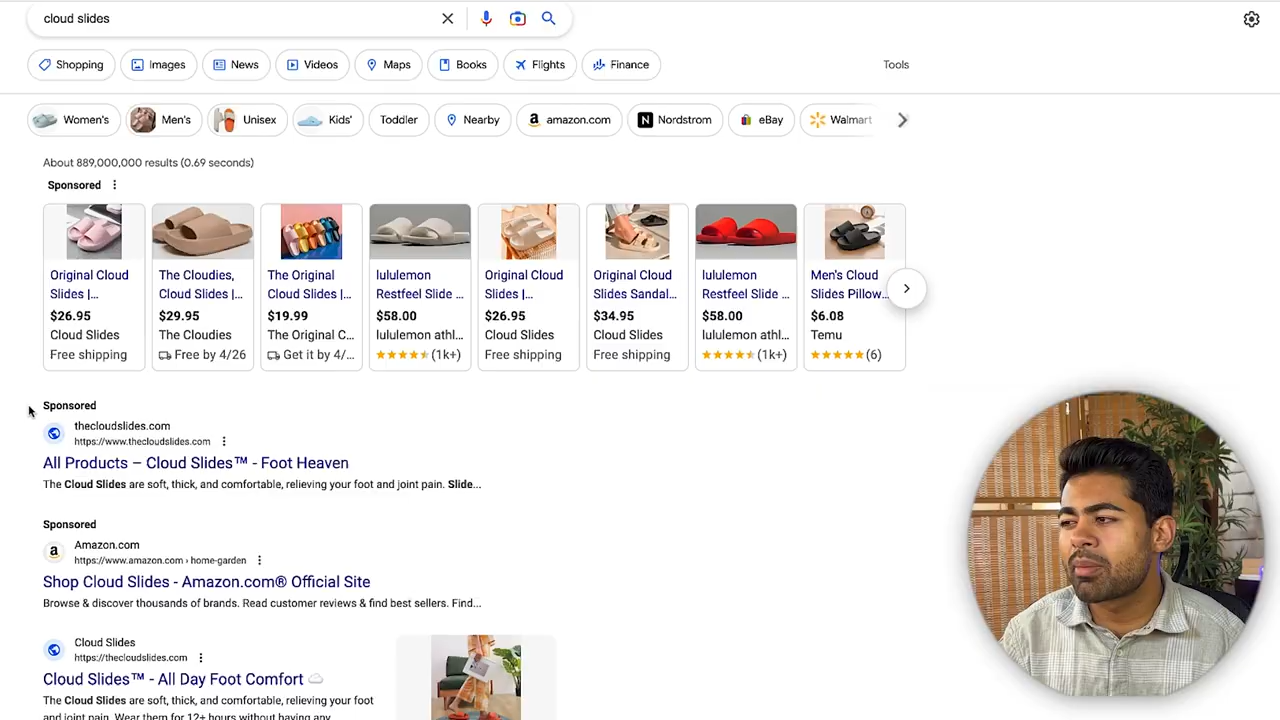 cloud slides
Shopping
Images
News
Videos
Maps
Books
Flights
Finance
Tools
Women's
Men's
Unisex
Kids'
Toddler
Nearby
a amazon.com
N Nordstrom
eBay
Walmart
About 889,000,000 results (0.69 seconds)
Sponsored
Original Cloud
Slides |...
$26.95
Cloud Slides
Free shipping
The Cloudies,
Cloud Slides |...
$29.95
The Cloudies
Free by 4/26
The Original
Cloud Slides |...
$19.99
The Original C...
Get it by 4/...
lululemon
Restfeel Slide ...
$58.00
lululemon athl...
(1k+)
Original Cloud
Slides |...
$26.95
Cloud Slides
Free shipping
Original Cloud
Slides Sandal...
$34.95
Cloud Slides
Free shipping
lululemon
Restfeel Slide ...
$58.00
lululemon athl...
(1k+)
Men's Cloud
Slides Pillow...
$6.08
Temu
(6)
Sponsored
thecloudslides.com
https://www.thecloudslides.com
All Products – Cloud Slides™ - Foot Heaven
The Cloud Slides are soft, thick, and comfortable, relieving your foot and joint pain. Slide...
Sponsored
a
Amazon.com
https://www.amazon.com › home-garden
Shop Cloud Slides - Amazon.com® Official Site
Browse & discover thousands of brands. Read customer reviews & find best sellers. Find...
Cloud Slides
https://thecloudslides.com
Cloud Slides™ - All Day Foot Comfort ☁️
The Cloud Slides are soft, thick, and comfortable, relieving your foot
and joint pain. Wear them for 12+ hours without having any